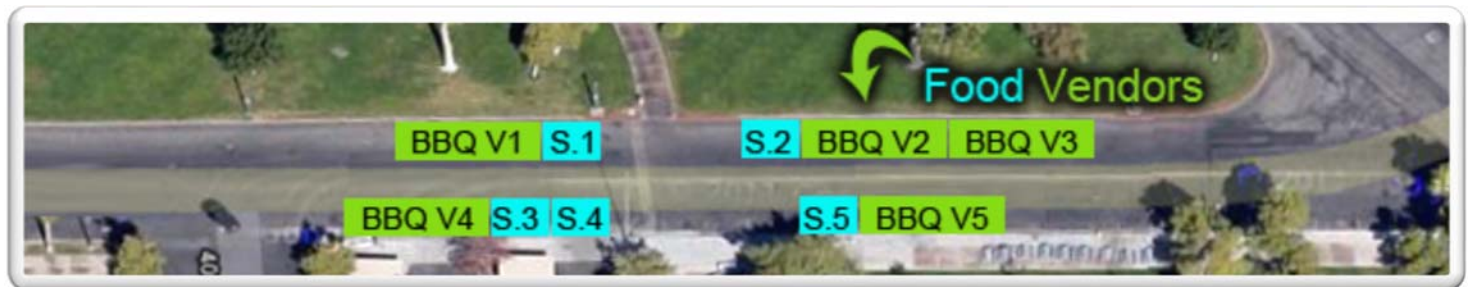 Food Vendors
BBQ V1 S.1 S.2 BBQ V2 BBQ V3
BBQ V4 S.3 S.4 S.5 BBQ V5